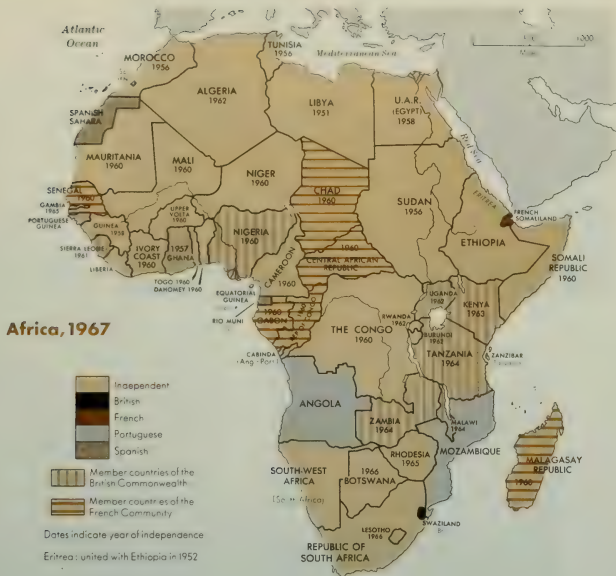 Atlantic
Ocean
TUNISIA
1956
Mediterranean Sea
MOROCCO
1956
ALGERIA
1962
LIBYA
1951
U.A.R.
(EGYPT)
1958
SPANISH
SAHARA
Red Sea
MAURITANIA
1960
MALI
1960
NIGER
1960
CHAD
1960
SUDAN
1956
ERITREA
FRENCH
SOMALILAND
SENEGAL
1960
GAMBIA
1965
PORTUGUESE
GUINEA
GUINEA
1958
UPPER
VOLTA
1960
NIGERIA
1960
ETHIOPIA
SOMALI
REPUBLIC
1960
SIERRA LEONE
1961
LIBERIA
IVORY
COAST
1960
1957
GHANA
TOGO 1960
DAHOMEY 1960
CAMEROON
1960
1960
CENTRAL AFRICAN
REPUBLIC
EQUATORIAL
GUINEA
RIO MUNI
1960
GABON
THE CONGO
1960
UGANDA
1962
KENYA
1963
RWANDA
1962
BURUNDI
1962
TANZANIA
1964
ZANZIBAR
CABINDA
(Ang.-Port.)
Africa, 1967
Independent
British
French
Portuguese
Spanish
Member countries of the
British Commonwealth
Member countries of the
French Community
Dates indicate year of independence
Eritrea: united with Ethiopia in 1952
ANGOLA
ZAMBIA
1964
MALAWI
1964
MOZAMBIQUE
RHODESIA
1965
MALAGASAY
REPUBLIC
1960
SOUTH-WEST
AFRICA
1966
BOTSWANA
SWAZILAND
LESOTHO
1966
REPUBLIC OF
SOUTH AFRICA